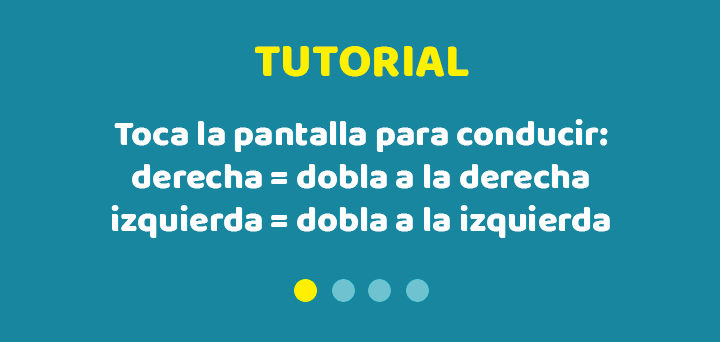 TUTORIAL
Toca la pantalla para conducir:
derecha = dobla a la derecha
izquierda = dobla a la izquierda